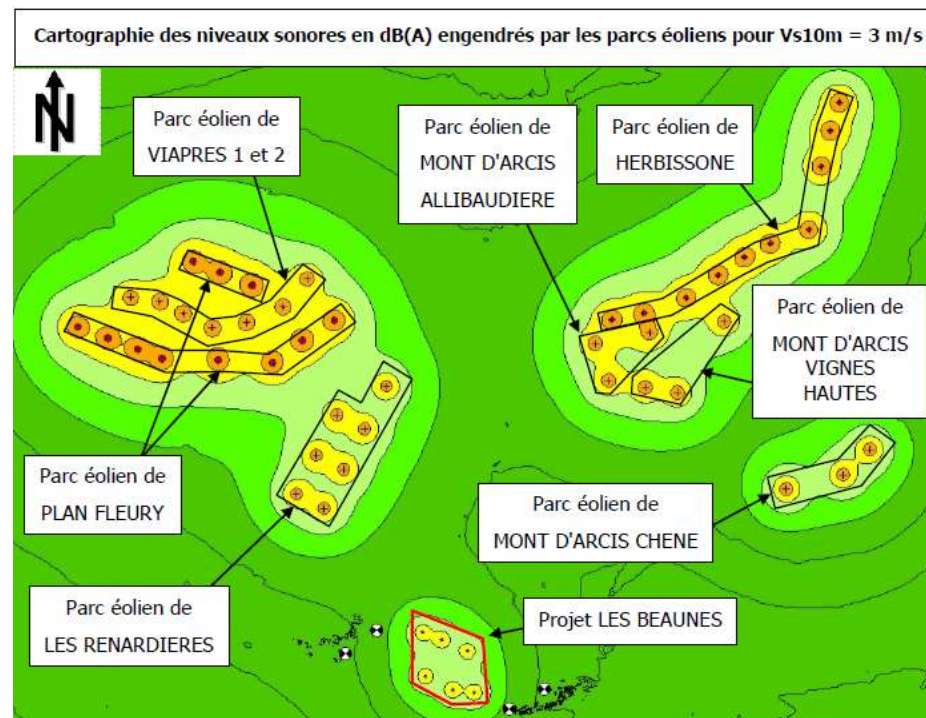 Cartographie des niveaux sonores en dB(A) engendrés par les parcs éoliens pour Vs10m = 3 m/s
N
Parc éolien de
VIAPRES 1 et 2
Parc éolien de
MONT D'ARCIS
ALLIBAUDIERE
Parc éolien de
HERBISSONE
Parc éolien de
MONT D'ARCIS
VIGNES
HAUTES
Parc éolien de
PLAN FLEURY
Parc éolien de
MONT D'ARCIS CHENE
Parc éolien de
LES RENARDIERES
Projet LES BEAUNES